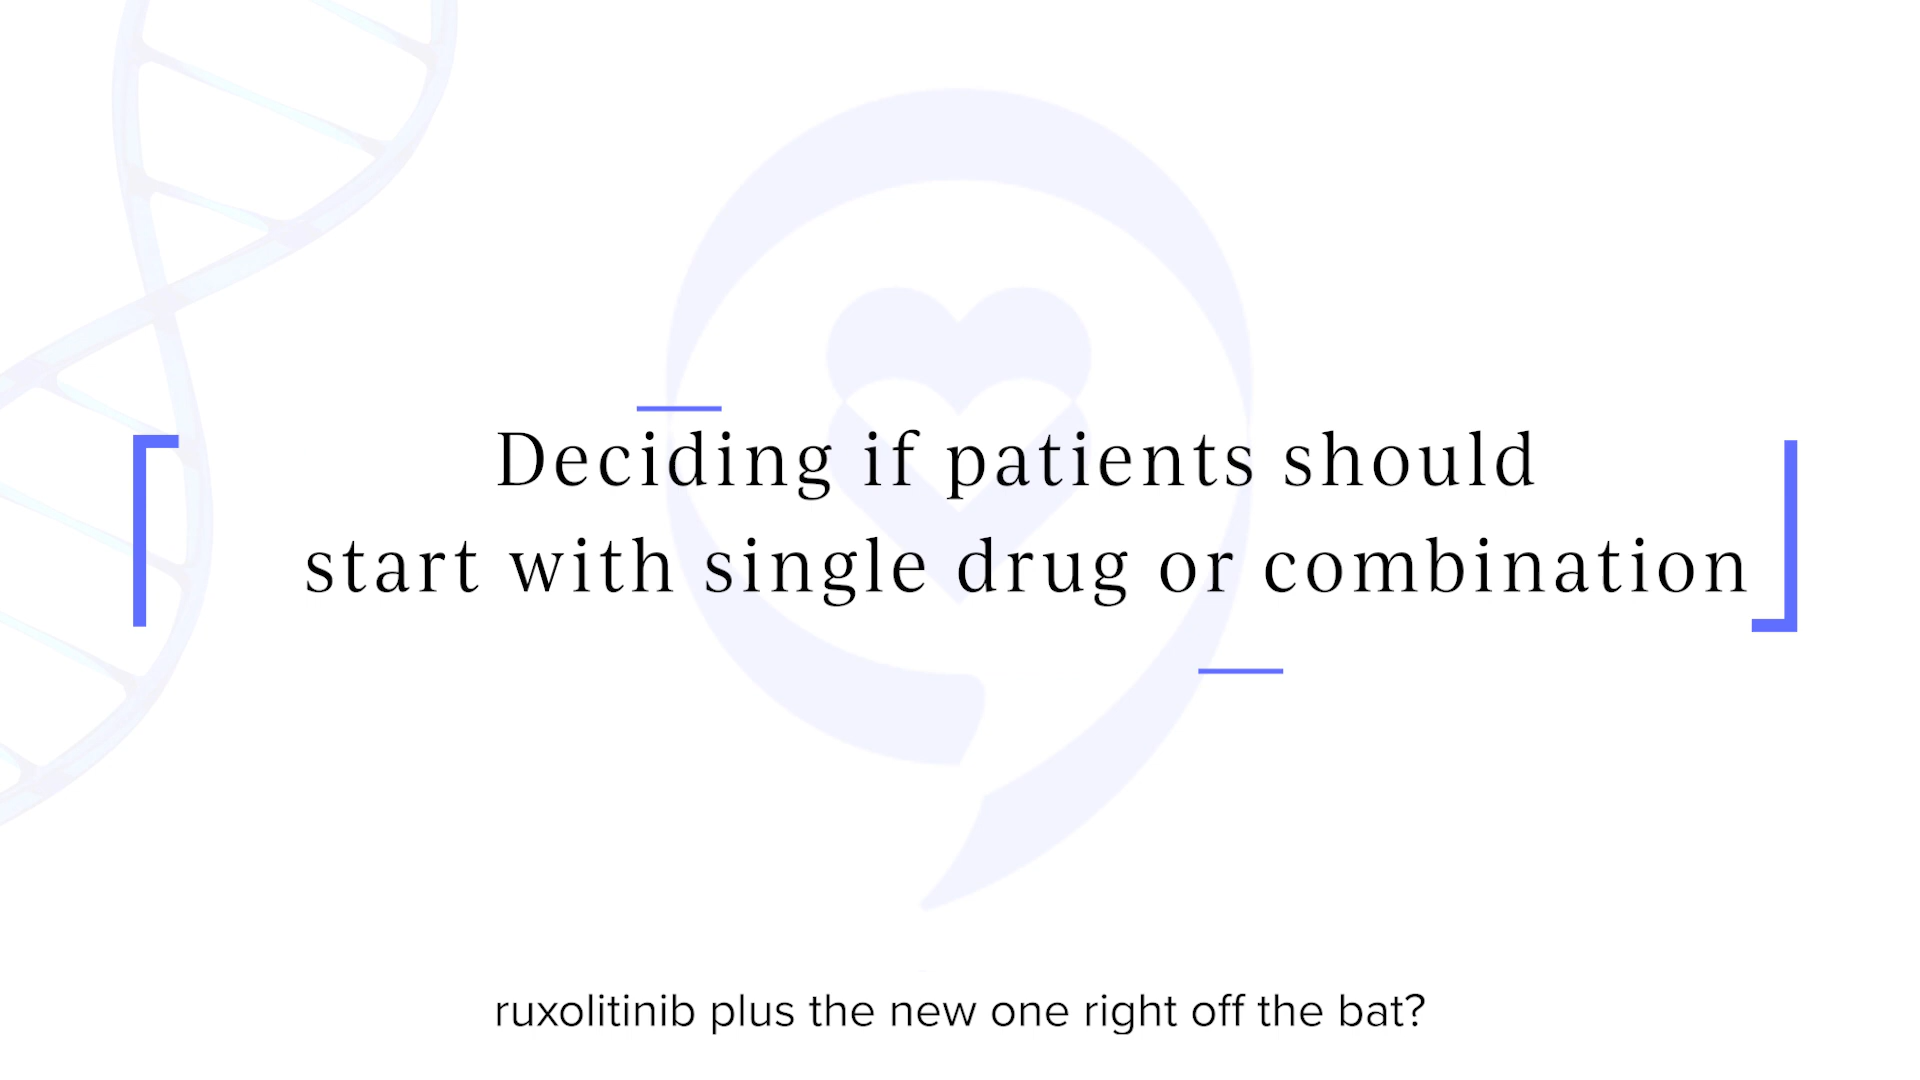 Deciding if patients should
start with single drug or combination
ruxolitinib plus the new one right off the bat?